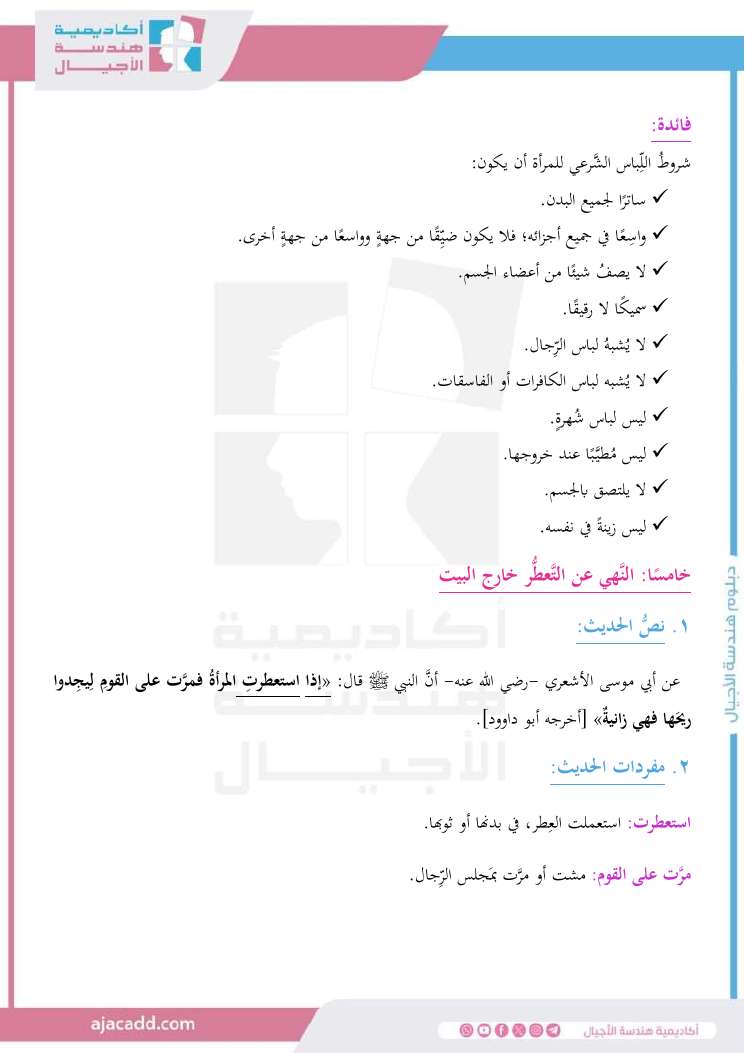 أكاديمية
هندسة
الأجيال
فائدة:
شروطُ اللِّباس الشَّرعي للمرأة أن يكون:
✓ ساترًا لجميع البدن.
✓ واسِعًا في جميع أجزائه؛ فلا يكون ضيِّقًا من جهةٍ وواسعًا من جهةٍ أخرى.
✓ لا يصفُ شيئًا من أعضاء الجسم.
✓ سميكًا لا رقيقًا.
✓ لا يُشبهُ لباس الرِّجال.
✓ لا يُشبه لباس الكافرات أو الفاسقات.
✓ ليس لباس شُهرةٍ.
✓ ليس مُطيَّبًا عند خروجها.
✓ لا يلتصق بالجسم.
✓ ليس زينةً في نفسه.
خامسًا: النَّهي عن التَّعطُّر خارج البيت
١. نصُّ الحديث:
عن أبي موسى الأشعري -رضي الله عنه- أنَّ النبي ﷺ قال: «إذا استعطرتِ المرأةُ فمرَّت على القومِ لِيجِدوا
ريحَها فهي زانيةٌ» [أخرجه أبو داوود].
٢. مفردات الحديث:
استعطرت: استعملت العِطر، في بدنها أو ثوبها.
مرَّت على القوم: مشت أو مرَّت بمَجلس الرِّجال.
أكاديمية
هندسة
الأجيال
دبلوم هندسة الأجيال
أكاديمية هندسة الأجيال
ajacadd.com